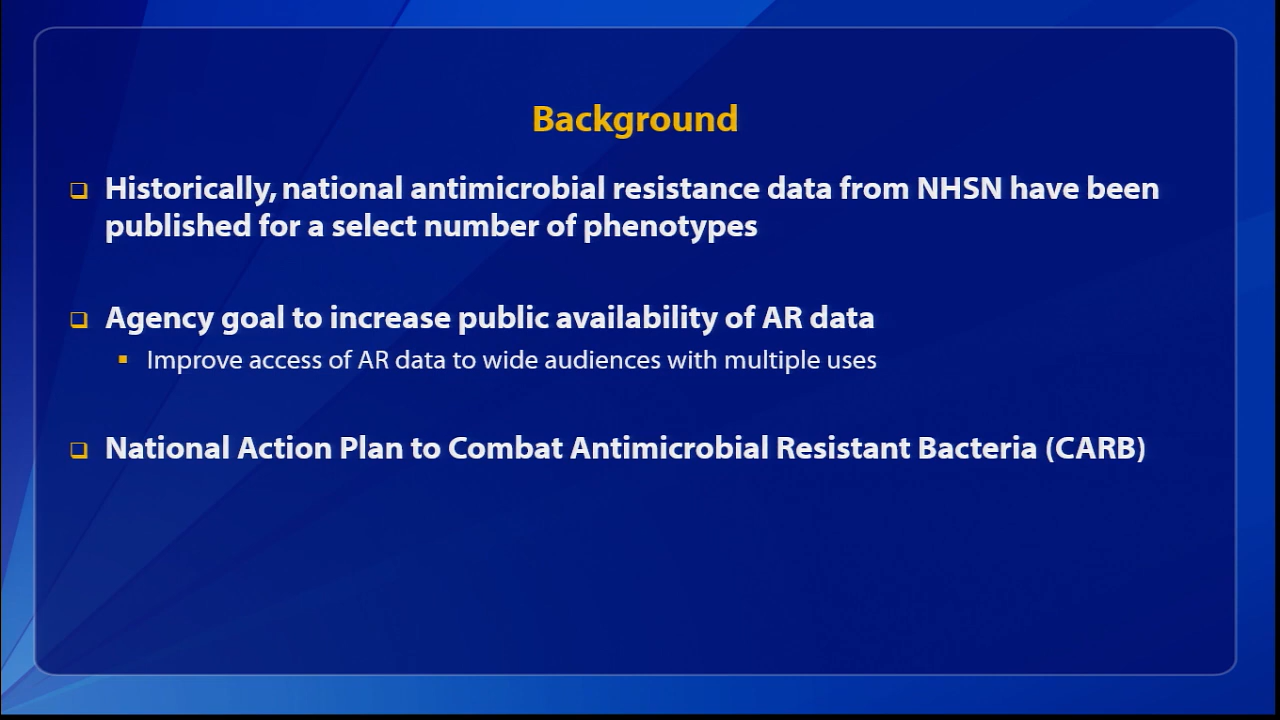 Background
Historically, national antimicrobial resistance data from NHSN have been
published for a select number of phenotypes
Agency goal to increase public availability of AR data
Improve access of AR data to wide audiences with multiple uses
National Action Plan to Combat Antimicrobial Resistant Bacteria (CARB)